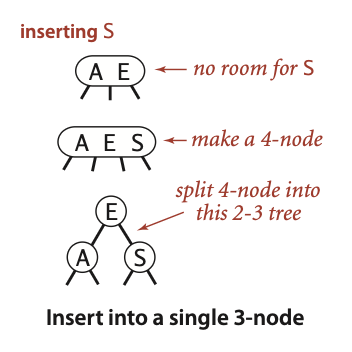 inserting S
A E
no room for S
A E S
make a 4-node
split 4-node into
this 2-3 tree
E
A
S
Insert into a single 3-node